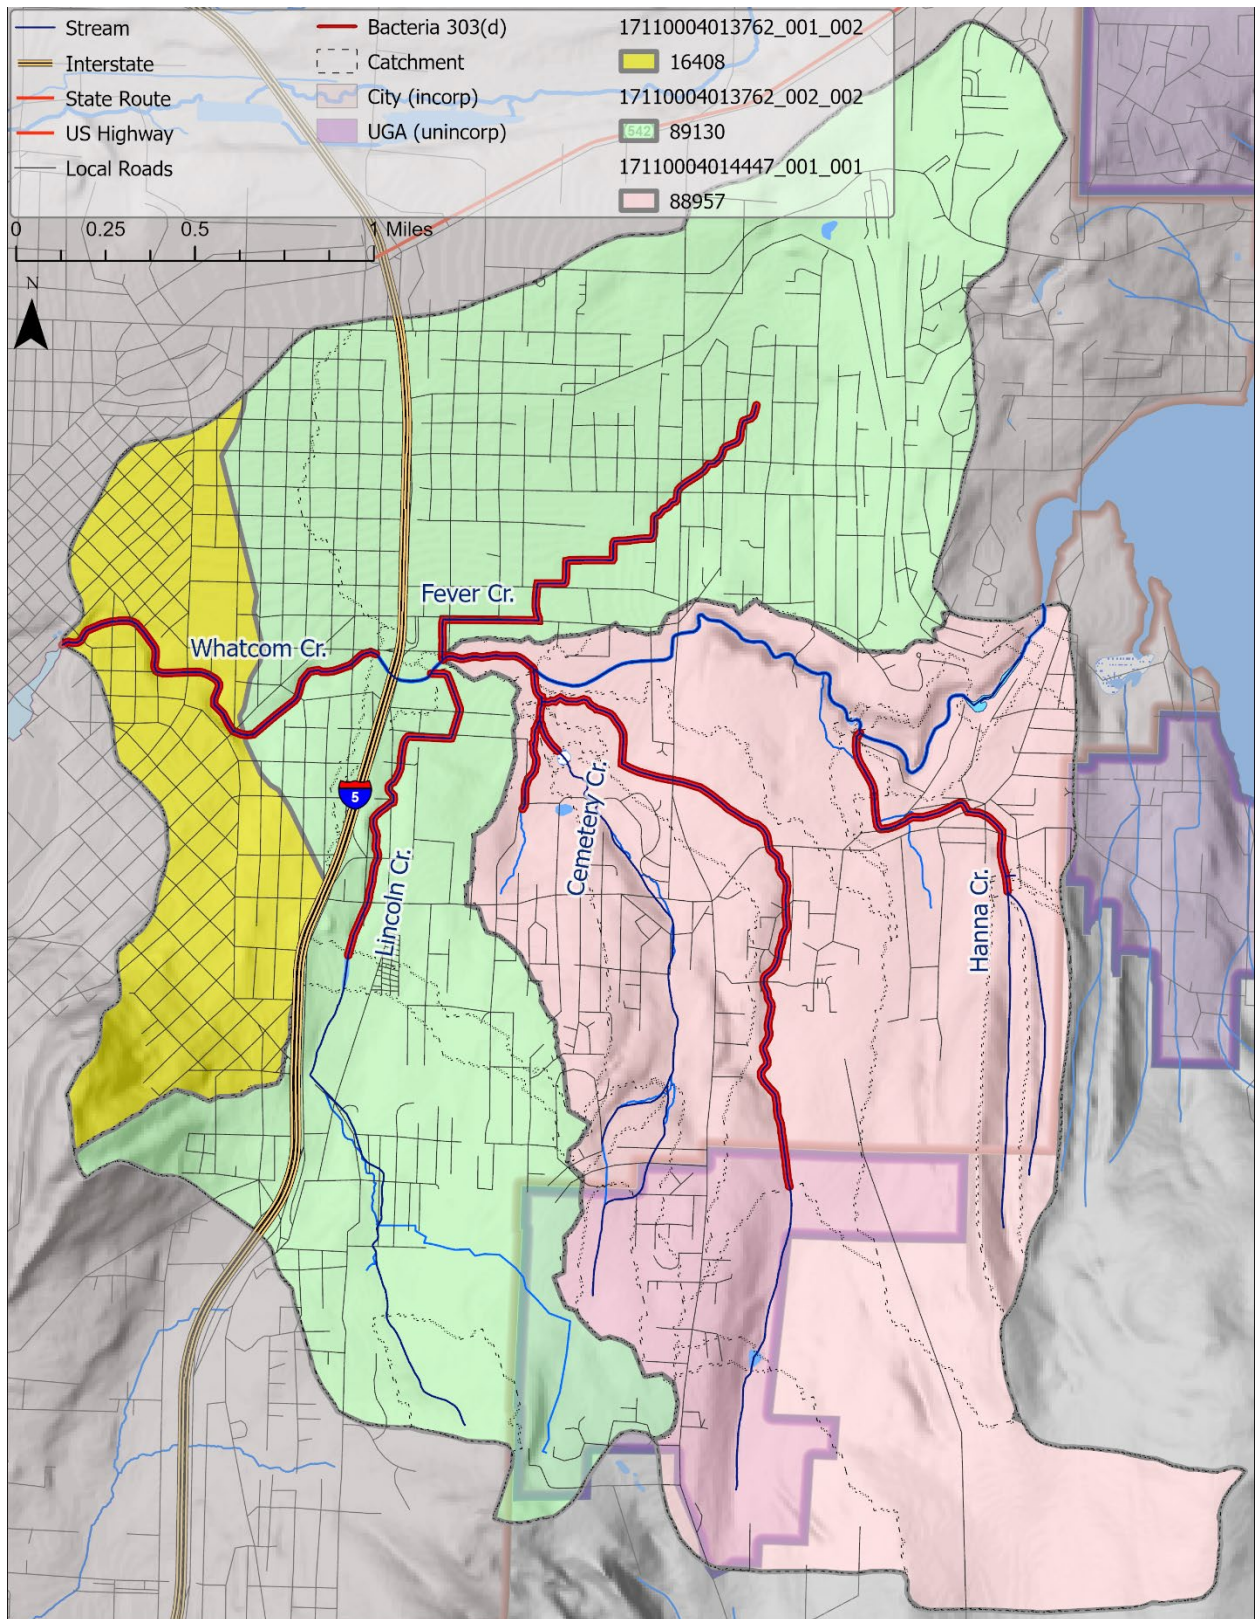 Stream
Interstate
State Route
US Highway
Local Roads
Bacteria 303(d)
Catchment
City (incorp)
UGA (unincorp)
17110004013762_001_002
16408
17110004013762_002_002
542 89130
17110004014447_001_001
88957
0 0.25 0.5 1 Miles
N
Fever Cr.
Whatcom Cr.
5
Cemetery Cr.
Lincoln Cr.
Hanna Cr.